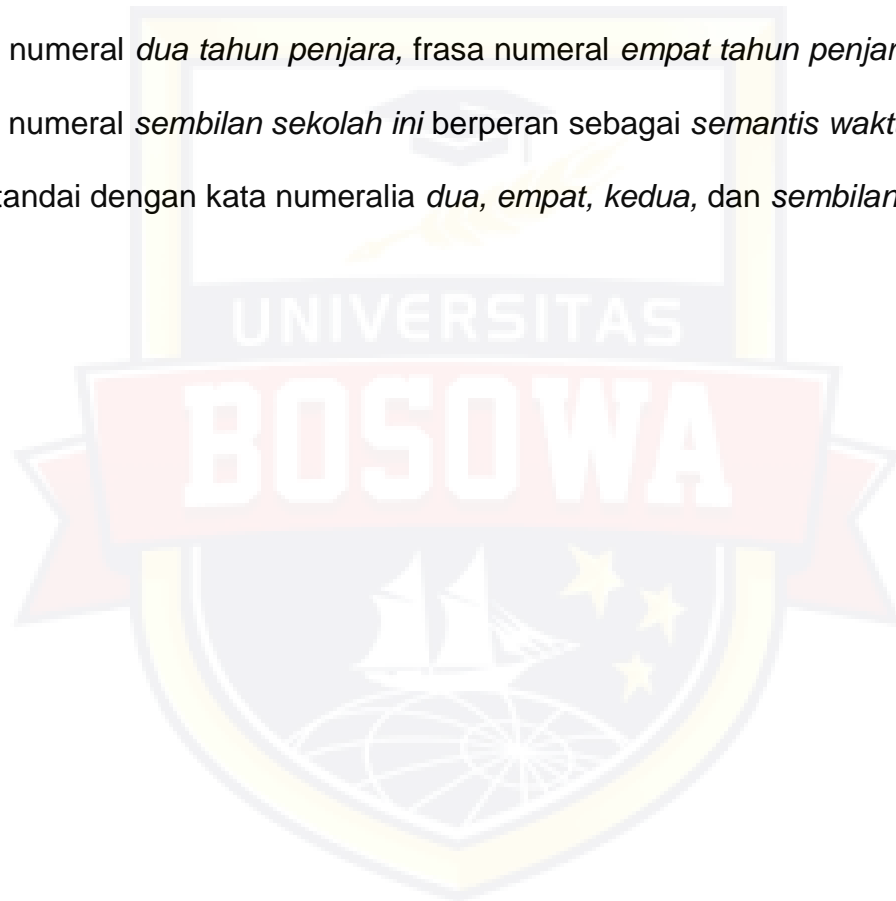 numeral dua tahun penjara, frasa numeral empat tahun penjar
numeral sembilan sekolah ini berperan sebagai semantis wakt
tandai dengan kata numeralia dua, empat, kedua, dan sembilan
UNIVERSITAS
BOSOWA